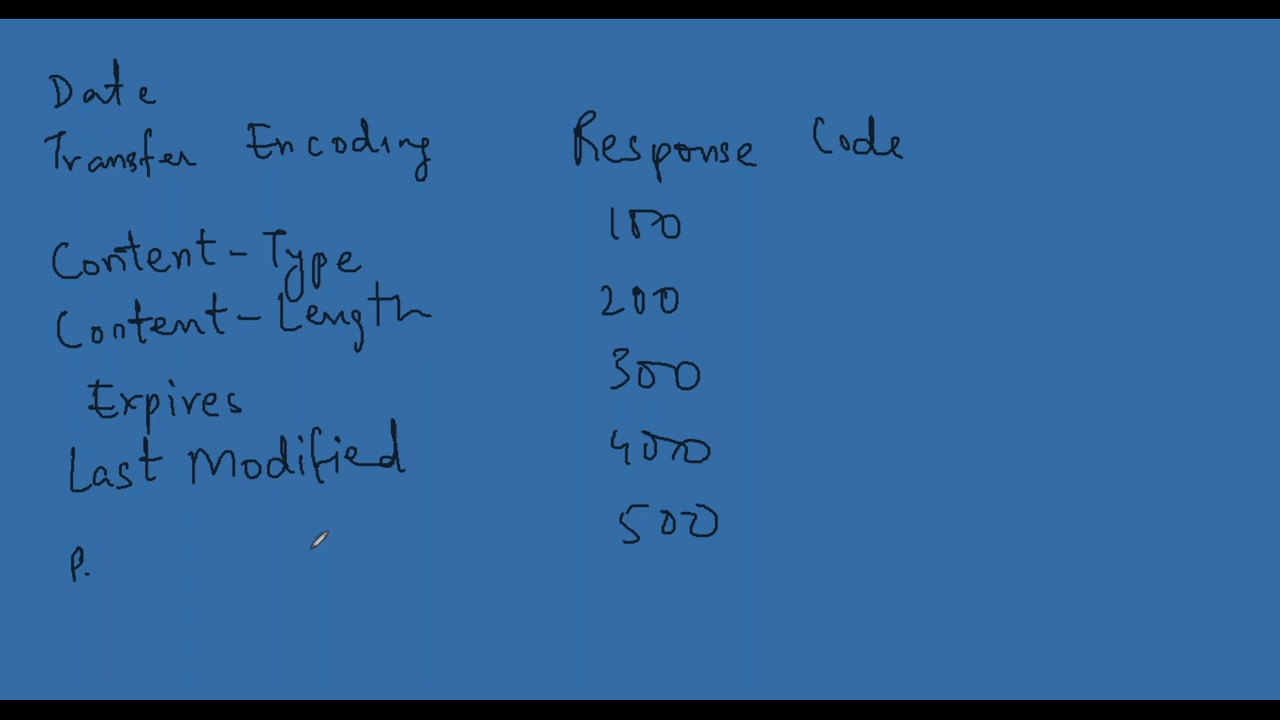 Date
Transfer Encoding
Content-Type
Content-Length
Expires
Last Modified
P.
Response Code
100
200
300
400
500